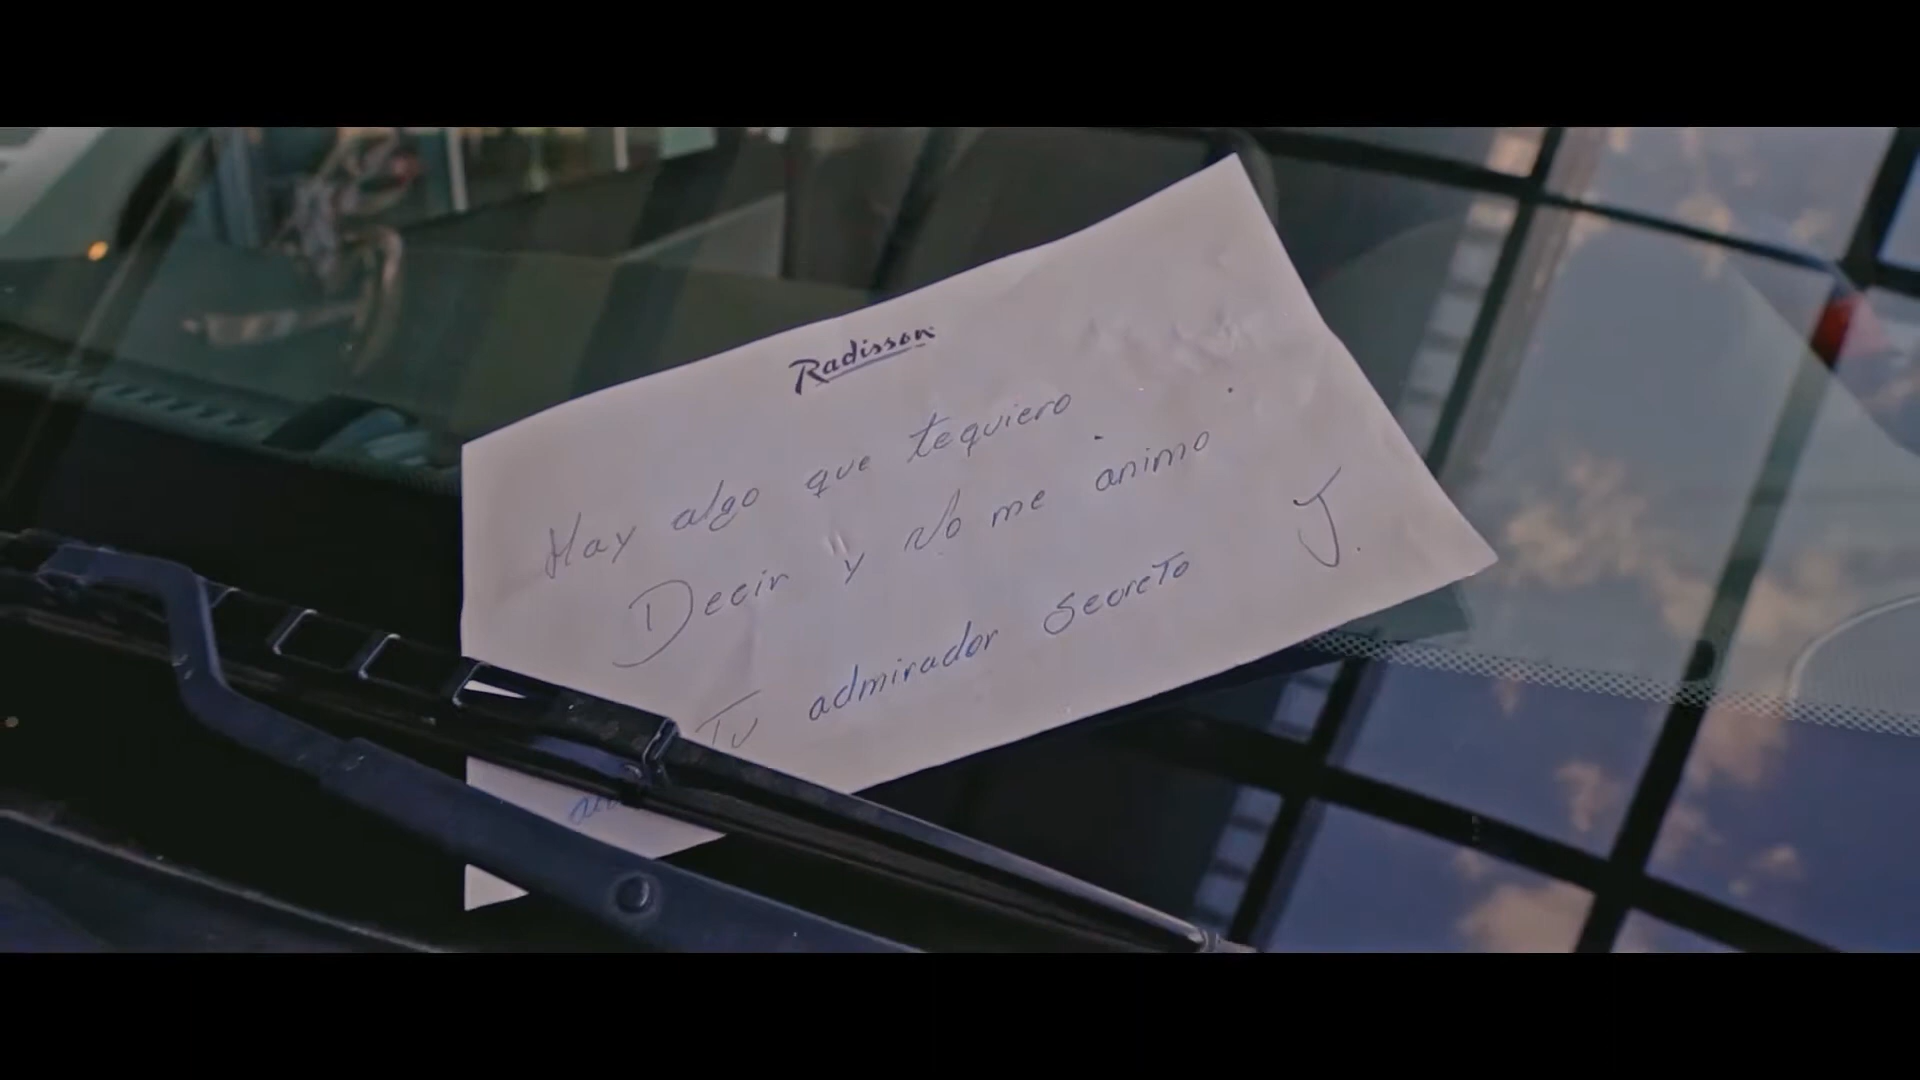 Radisson
Hay algo que tequiero
Decir y No me animo
Tu admirador secreto J.